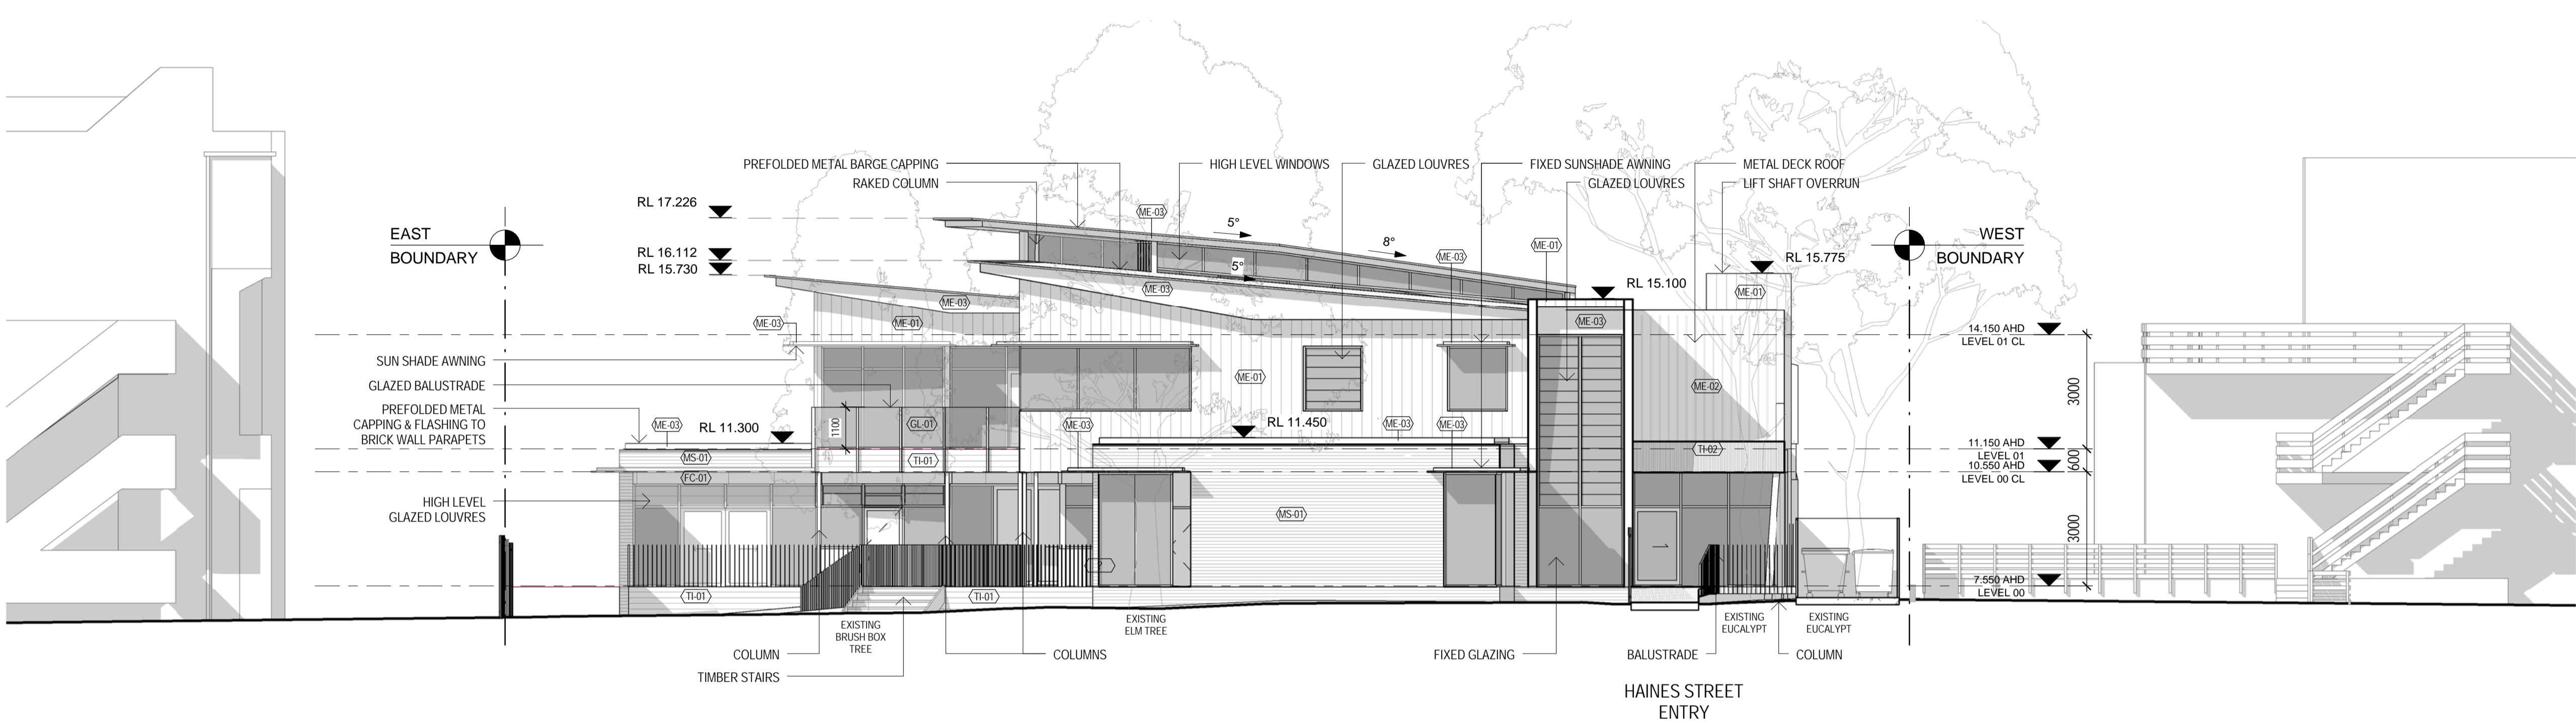 PREFOLDED METAL BARGE CAPPING
RAKED COLUMN
HIGH LEVEL WINDOWS
GLAZED LOUVRES
FIXED SUNSHADE AWNING
GLAZED LOUVRES
METAL DECK ROOF
LIFT SHAFT OVERRUN
RL 17.226
RL 16.112
RL 15.730
EAST
BOUNDARY
WEST
BOUNDARY
RL 15.775
RL 15.100
ME-03
5°
8°
5°
ME-01
ME-03
ME-03
ME-03
ME-01
ME-03
ME-01
ME-03
14.150 AHD
LEVEL 01 CL
SUN SHADE AWNING
GLAZED BALUSTRADE
PREFOLDED METAL
CAPPING & FLASHING TO
BRICK WALL PARAPETS
ME-01
ME-02
3000
ME-03
RL 11.300
1100
GL-01
ME-03
RL 11.450
ME-03
ME-03
11.150 AHD
LEVEL 01
600
10.550 AHD
LEVEL 00 CL
MS-01
TI-01
TI-02
FC-01
HIGH LEVEL
GLAZED LOUVRES
MS-01
3000
7.550 AHD
LEVEL 00
TI-01
TI-01
EXISTING
BRUSH BOX
TREE
EXISTING
ELM TREE
EXISTING
EUCALYPT
EXISTING
EUCALYPT
COLUMN
COLUMNS
FIXED GLAZING
BALUSTRADE
COLUMN
TIMBER STAIRS
HAINES STREET
ENTRY